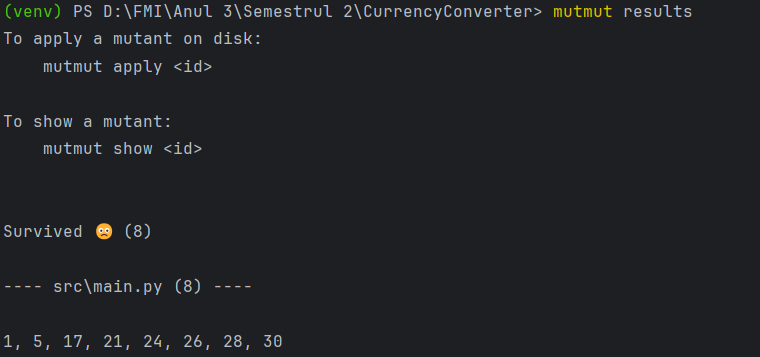 (venv) PS D:\FMI\Anul 3\Semestrul 2\CurrencyConverter> mutmut results
To apply a mutant on disk:
    mutmut apply <id>
To show a mutant:
    mutmut show <id>
Survived 🙁 (8)
---- src\main.py (8) ----
1, 5, 17, 21, 24, 26, 28, 30